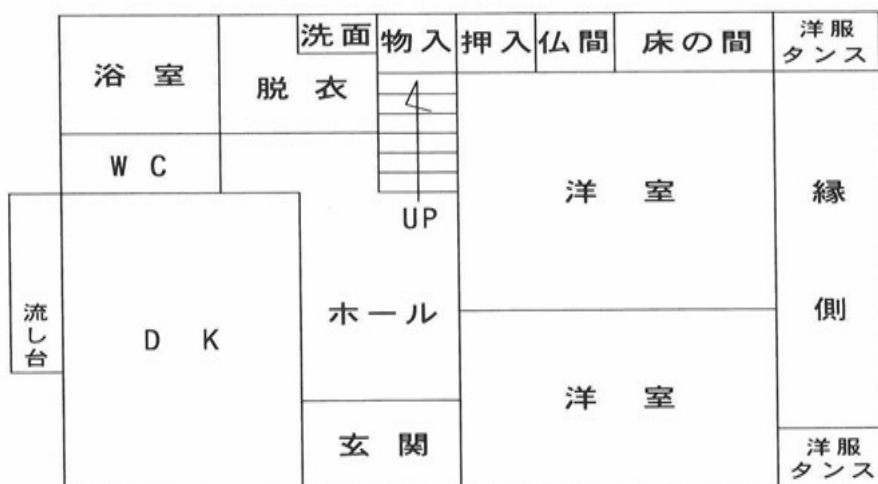 洗面
物入
押入
仏間
床の間
洋服
タンス
浴室
脱衣
WC
UP
洋室
縁側
流し台
DK
ホール
洋室
玄関
洋服
タンス